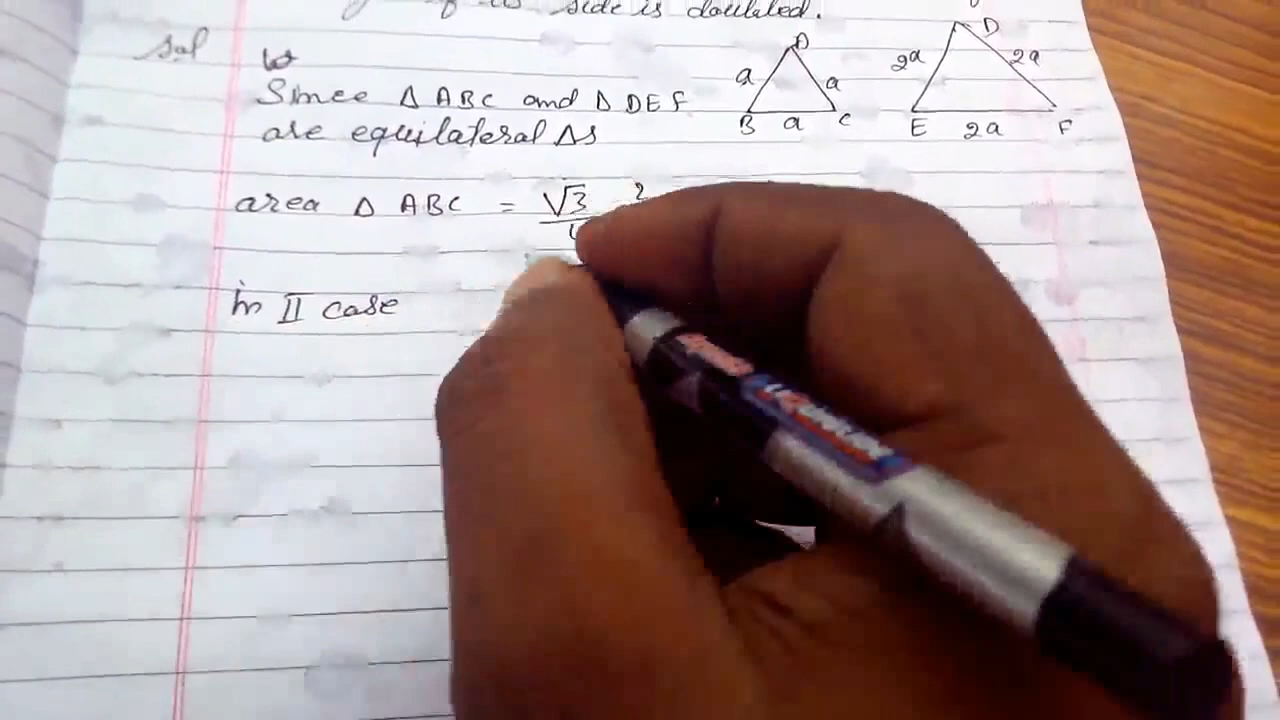 side is doubled.
Sol
Since Δ ABC and Δ DEF
are equilateral Δs
area Δ ABC = √3 2
in II case
A
a a
B a C
D
2a 2a
E 2a F